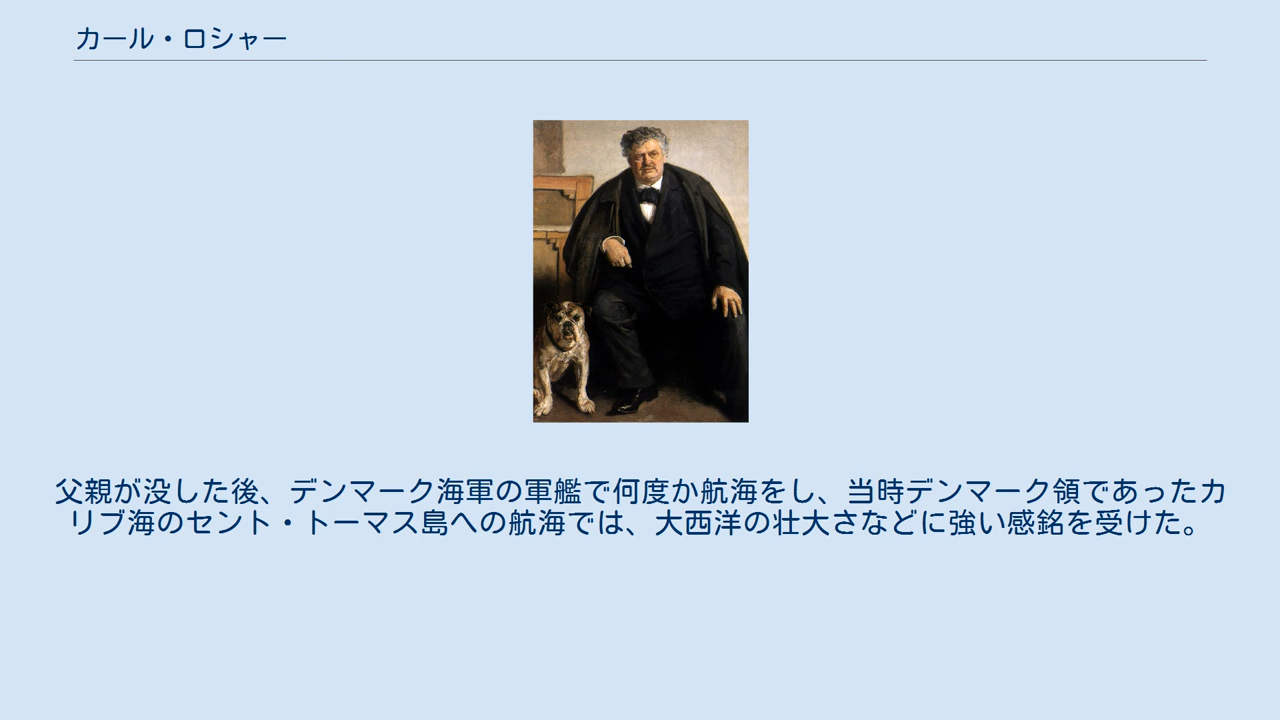 カール・ロシャー
父親が没した後、デンマーク海軍の軍艦で何度か航海をし、当時デンマーク領であったカ
リブ海のセント・トーマス島への航海では、大西洋の壮大さなどに強い感銘を受けた。